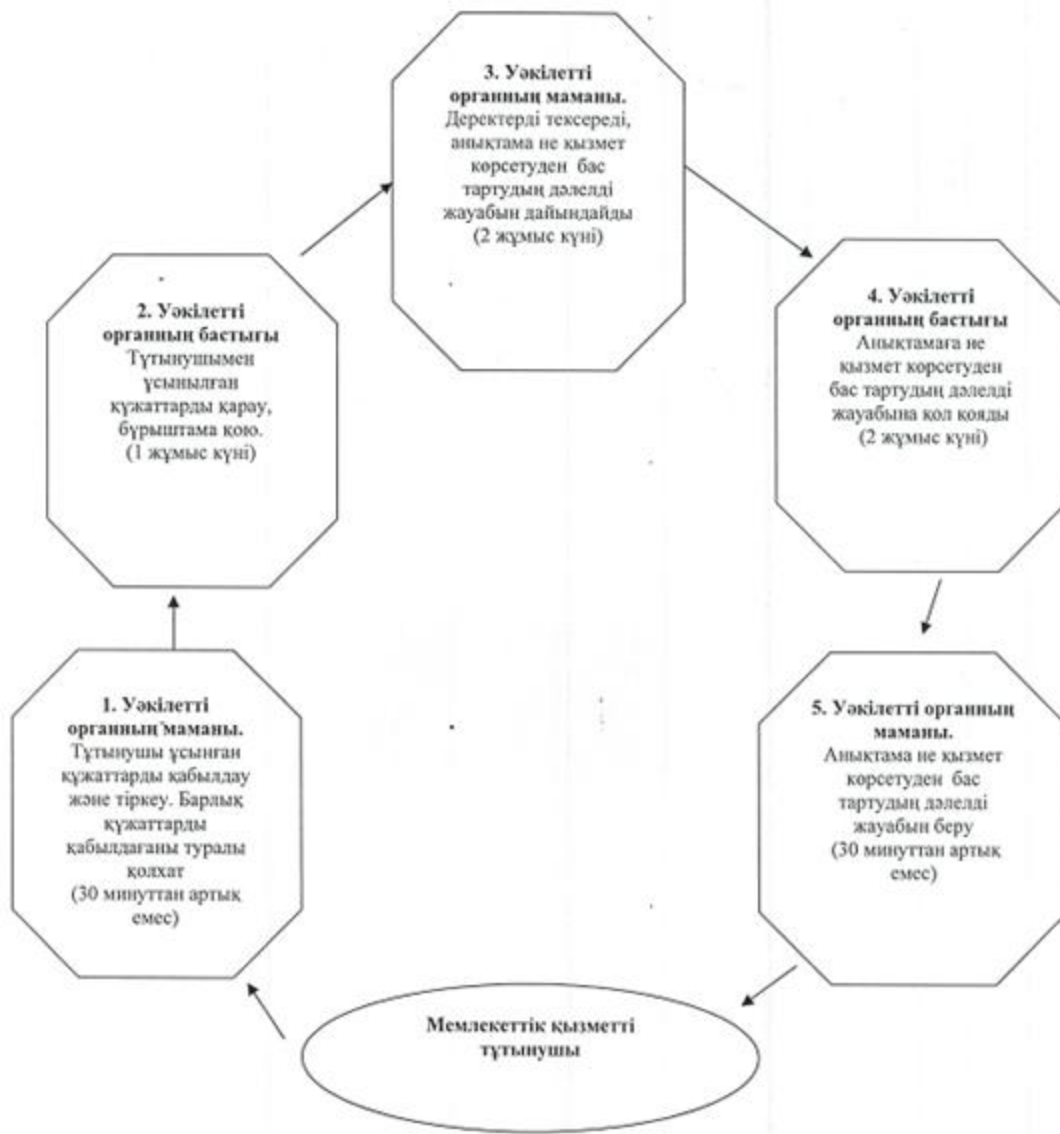 3. Уәкілетті
органның маманы.
Деректерді тексереді,
анықтама не қызмет
көрсетуден бас
тартудың дәлелді
жауабын дайындайды
(2 жұмыс күні)
2. Уәкілетті
органның бастығы
Тұтынушымен
ұсынылған
құжаттарды қарау,
бұрыштама қою.
(1 жұмыс күні)
4. Уәкілетті
органның бастығы
Анықтамаға не
қызмет көрсетуден
бас тартудың дәлелді
жауабына қол қояды
(2 жұмыс күні)
1. Уәкілетті
органның маманы.
Тұтынушы ұсынған
құжаттарды қабылдау
және тіркеу. Барлық
құжаттарды
қабылдағаны туралы
қолхат
(30 минуттан артық
емес)
5. Уәкілетті органның
маманы.
Анықтама не қызмет
көрсетуден бас
тартудың дәлелді
жауабын беру
(30 минуттан артық
емес)
Мемлекеттік қызметті
тұтынушы